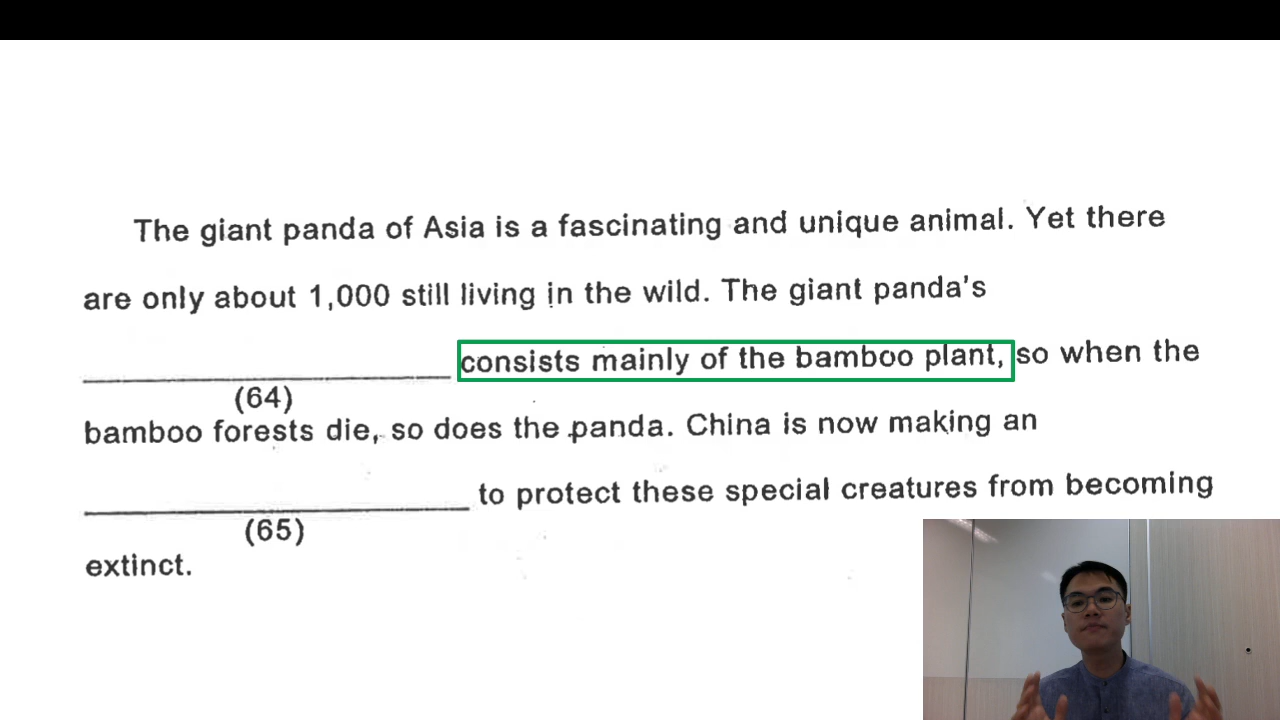 The giant panda of Asia is a fascinating and unique animal. Yet there
are only about 1,000 still living in the wild. The giant panda's
consists mainly of the bamboo plant, so when the
(64)
bamboo forests die, so does the panda. China is now making an
to protect these special creatures from becoming
(65)
extinct.